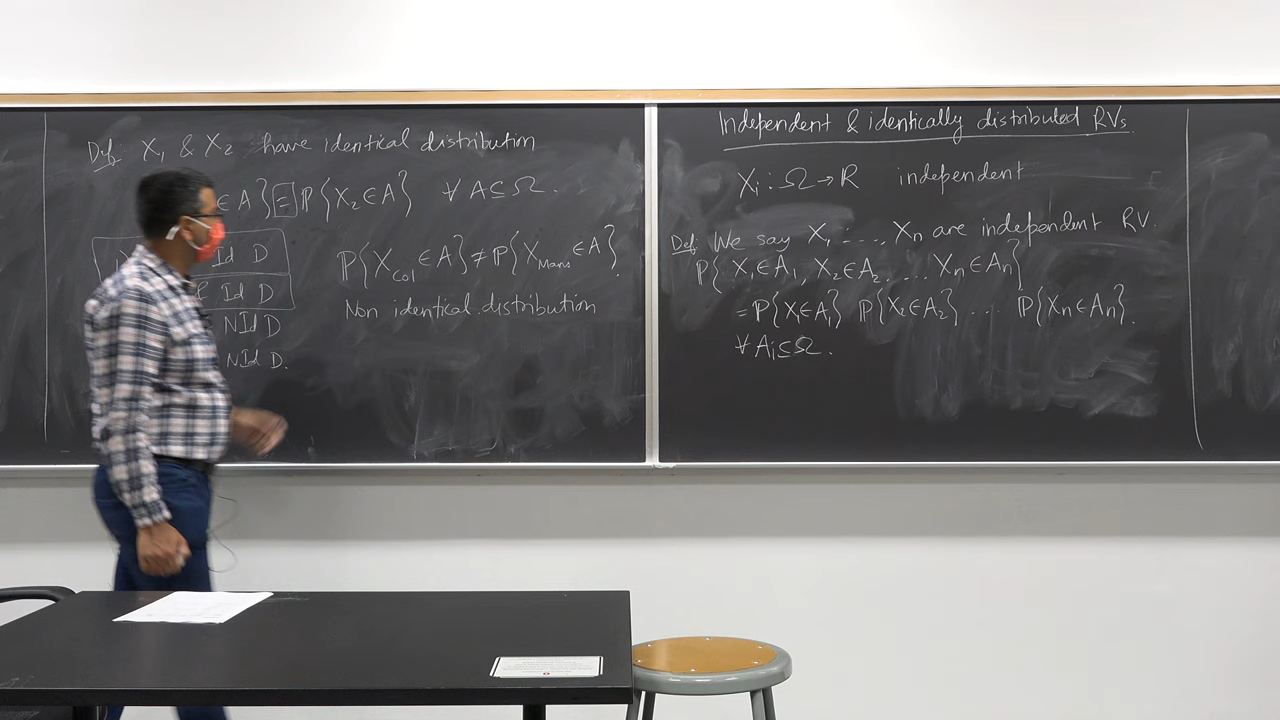 Def: X₁ & X₂ have identical distribution
∈A} = P{X₂∈A} ∀ A⊆Ω.
Id D
Id D
NId D
NId D.
P{X_Col∈A} ≠ P{X_Mars∈A}.
Non identical distribution
Independent & identically distributed RVs
Xᵢ : Ω → R independent
Def: We say X₁ ..., Xₙ are independent RV.
P{X₁∈A₁, X₂∈A₂, ... Xₙ∈Aₙ}
= P{X₁∈A₁} P{X₂∈A₂} ... P{Xₙ∈Aₙ}.
∀ Aᵢ⊆Ω.